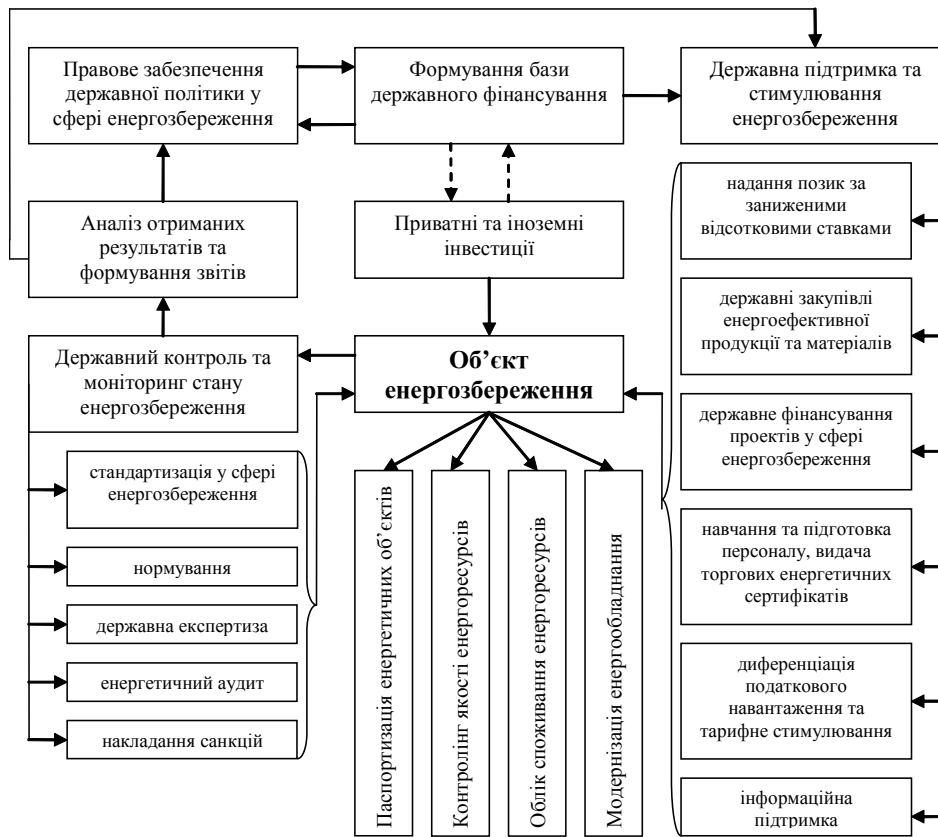 Правове забезпечення
державної політики у
сфері енергозбереження
Формування бази
державного фінансування
Державна підтримка та
стимулювання
енергозбереження
Аналіз отриманих
результатів та
формування звітів
Приватні та іноземні
інвестиції
надання позик за
заниженими
відсотковими ставками
державні закупівлі
енергоефективної
продукції та матеріалів
Державний контроль та
моніторинг стану
енергозбереження
Об’єкт
енергозбереження
державне фінансування
проектів у сфері
енергозбереження
стандартизація у сфері
енергозбереження
нормування
державна експертиза
енергетичний аудит
накладання санкцій
Паспортизація енергетичних об’єктів
Контролінг якості енергоресурсів
Облік споживання енергоресурсів
Модернізація енергообладнання
навчання та підготовка
персоналу, видача
торгових енергетичних
сертифікатів
диференціація
податкового
навантаження та
тарифне стимулювання
інформаційна
підтримка